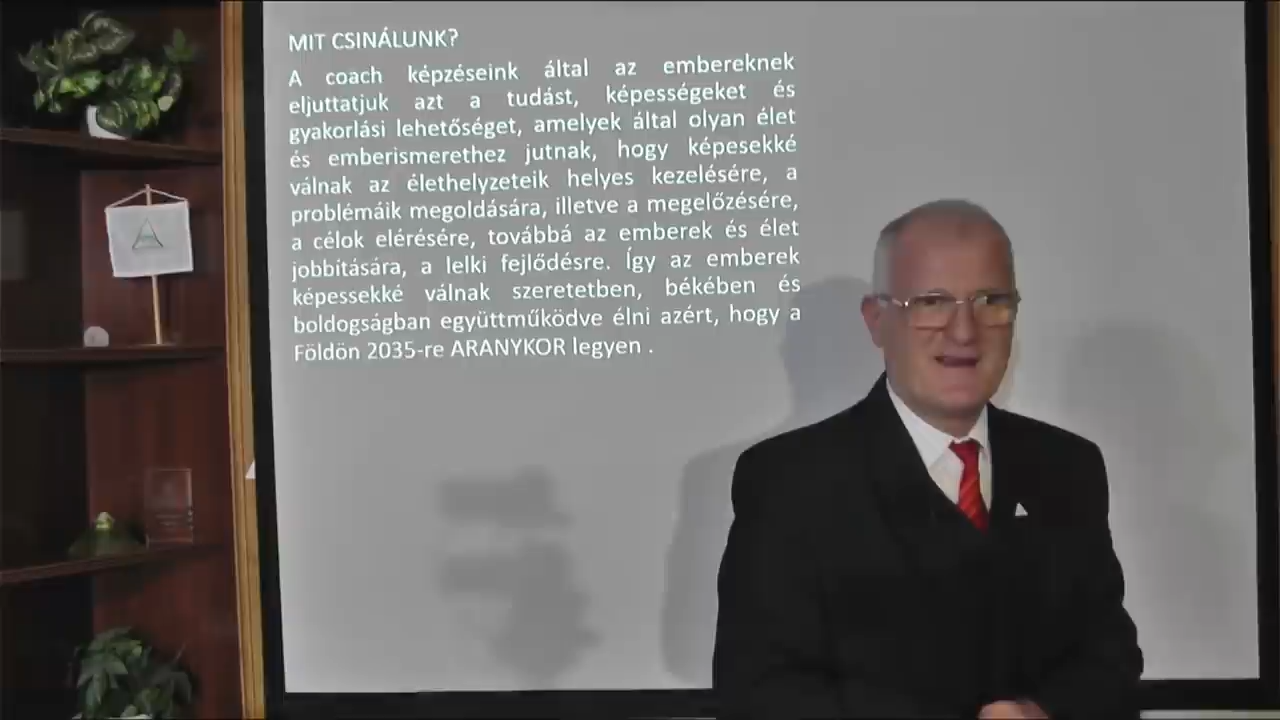 MIT CSINÁLUNK?
A coach képzéseink által az embereknek
eljuttatjuk azt a tudást, képességeket és
gyakorlási lehetőséget, amelyek által olyan élet
és emberismerethez jutnak, hogy képesekké
válnak az élethelyzeteik helyes kezelésére, a
problémáik megoldására, illetve a megelőzésére,
a célok elérésére, továbbá az emberek és élet
jobbítására, a lelki fejlődésre. Így az emberek
képessekké válnak szeretetben, békében és
boldogságban együttműködve élni azért, hogy a
Földön 2035-re ARANYKOR legyen .